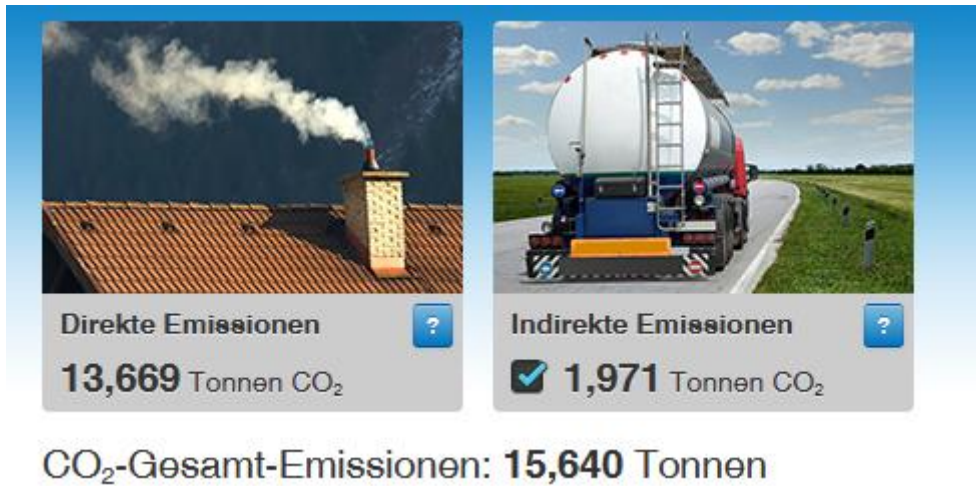 Direkte Emissionen ?
13,669 Tonnen CO₂
Indirekte Emissionen ?
1,971 Tonnen CO₂
CO₂-Gesamt-Emissionen: 15,640 Tonnen